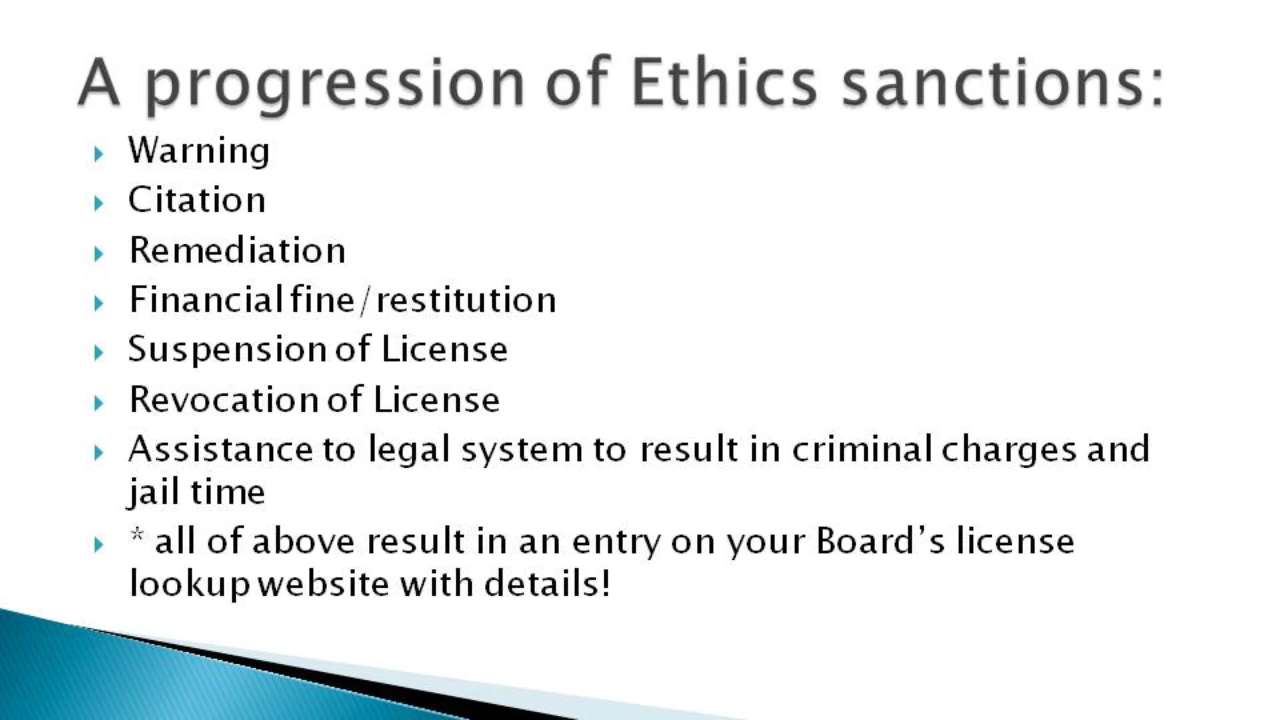 A progression of Ethics sanctions:
Warning
Citation
Remediation
Financial fine/restitution
Suspension of License
Revocation of License
Assistance to legal system to result in criminal charges and
jail time
* all of above result in an entry on your Board’s license
lookup website with details!